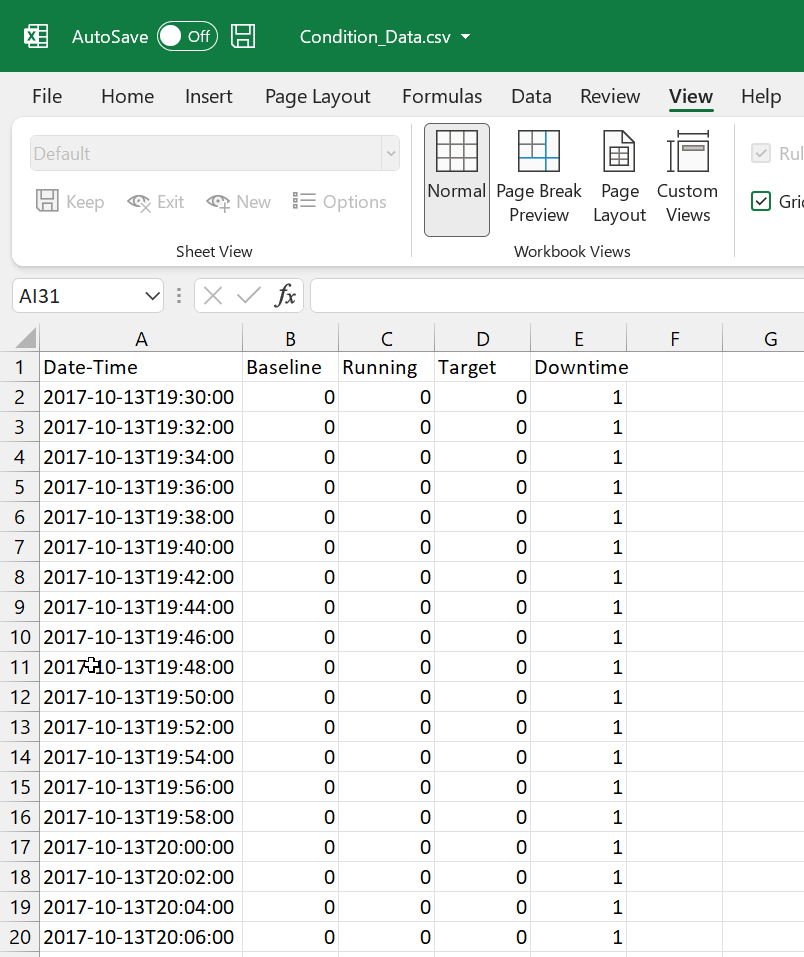 AutoSave Off Condition_Data.csv
File Home Insert Page Layout Formulas Data Review View Help
Default
Keep Exit New Options
Sheet View
Normal
Page Break
Preview
Page
Layout
Custom
Views
Workbook Views
AI31
fx
A B C D E F G
1 Date-Time Baseline Running Target Downtime
2 2017-10-13T19:30:00 0 0 0 1
3 2017-10-13T19:32:00 0 0 0 1
4 2017-10-13T19:34:00 0 0 0 1
5 2017-10-13T19:36:00 0 0 0 1
6 2017-10-13T19:38:00 0 0 0 1
7 2017-10-13T19:40:00 0 0 0 1
8 2017-10-13T19:42:00 0 0 0 1
9 2017-10-13T19:44:00 0 0 0 1
10 2017-10-13T19:46:00 0 0 0 1
11 2017-10-13T19:48:00 0 0 0 1
12 2017-10-13T19:50:00 0 0 0 1
13 2017-10-13T19:52:00 0 0 0 1
14 2017-10-13T19:54:00 0 0 0 1
15 2017-10-13T19:56:00 0 0 0 1
16 2017-10-13T19:58:00 0 0 0 1
17 2017-10-13T20:00:00 0 0 0 1
18 2017-10-13T20:02:00 0 0 0 1
19 2017-10-13T20:04:00 0 0 0 1
20 2017-10-13T20:06:00 0 0 0 1